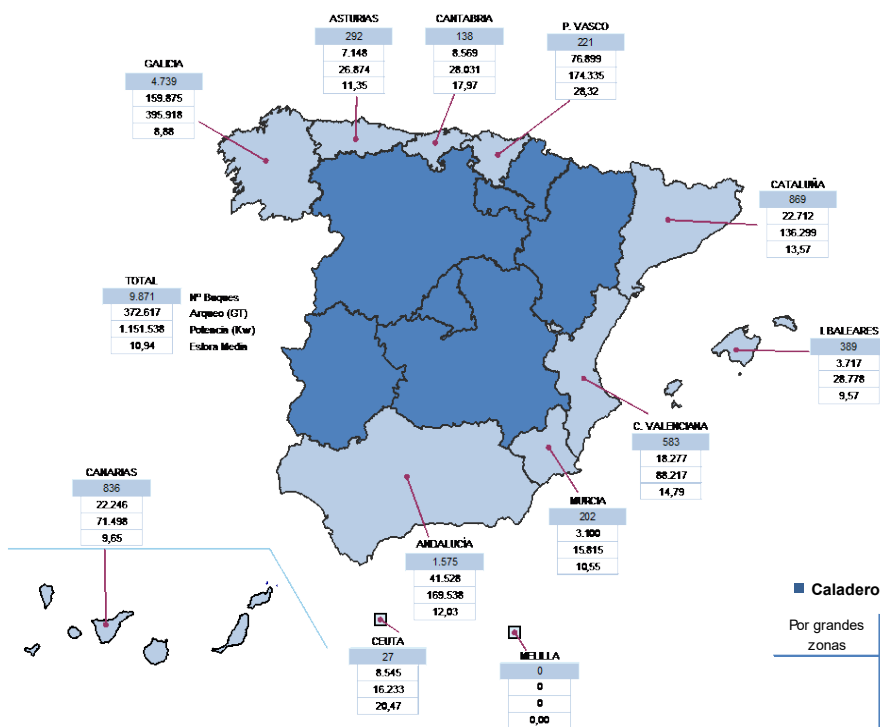 ASTURIAS
292
7.148
26.874
11,35
CANTABRIA
138
8.569
28.031
17,97
P. VASCO
221
76.899
174.335
28,32
GALICIA
4.739
159.875
395.918
8,88
CATALUÑA
869
22.712
136.299
13,57
TOTAL
9.871 Nº Buques
372.617 Arqueo (GT)
1.151.538 Potencia (Kw)
10,94 Eslora Media
I.BALEARES
389
3.717
28.778
9,57
C. VALENCIANA
583
18.277
88.217
14,79
CANARIAS
836
22.246
71.498
9,65
MURCIA
202
3.100
15.815
10,55
ANDALUCÍA
1.575
41.528
169.538
12,03
CEUTA
27
8.545
16.233
20,47
MELILLA
0
0
0
0,00
Caladero
Por grandes
zonas